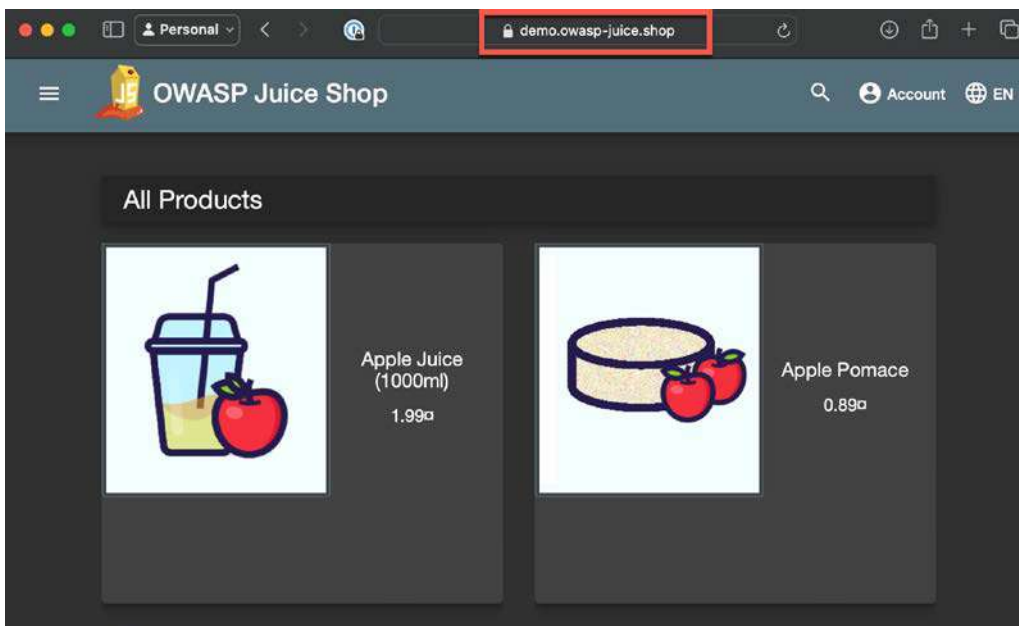 Personal
demo.owasp-juice.shop
JS
OWASP Juice Shop
Account
EN
All Products
Apple Juice
(1000ml)
1.99¤
Apple Pomace
0.89¤